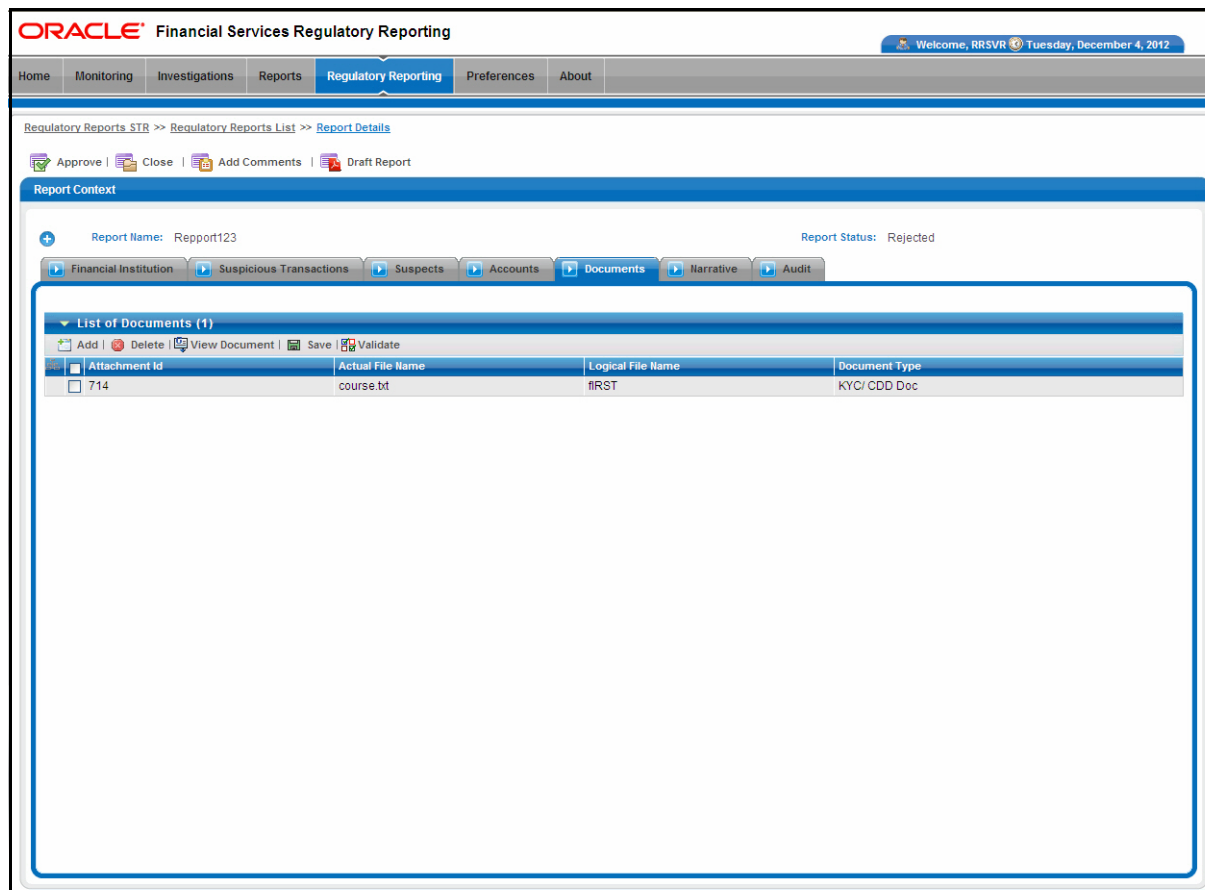 ORACLE® Financial Services Regulatory Reporting
Welcome, RRSVR Tuesday, December 4, 2012
Home Monitoring Investigations Reports Regulatory Reporting Preferences About
Regulatory Reports STR >> Regulatory Reports List >> Report Details
Approve | Close | Add Comments | Draft Report
Report Context
Report Name: Repport123 Report Status: Rejected
Financial Institution Suspicious Transactions Suspects Accounts Documents Narrative Audit
List of Documents (1)
Add | Delete | View Document | Save | Validate
Attachment Id Actual File Name Logical File Name Document Type
714 course.txt fIRST KYC/ CDD Doc